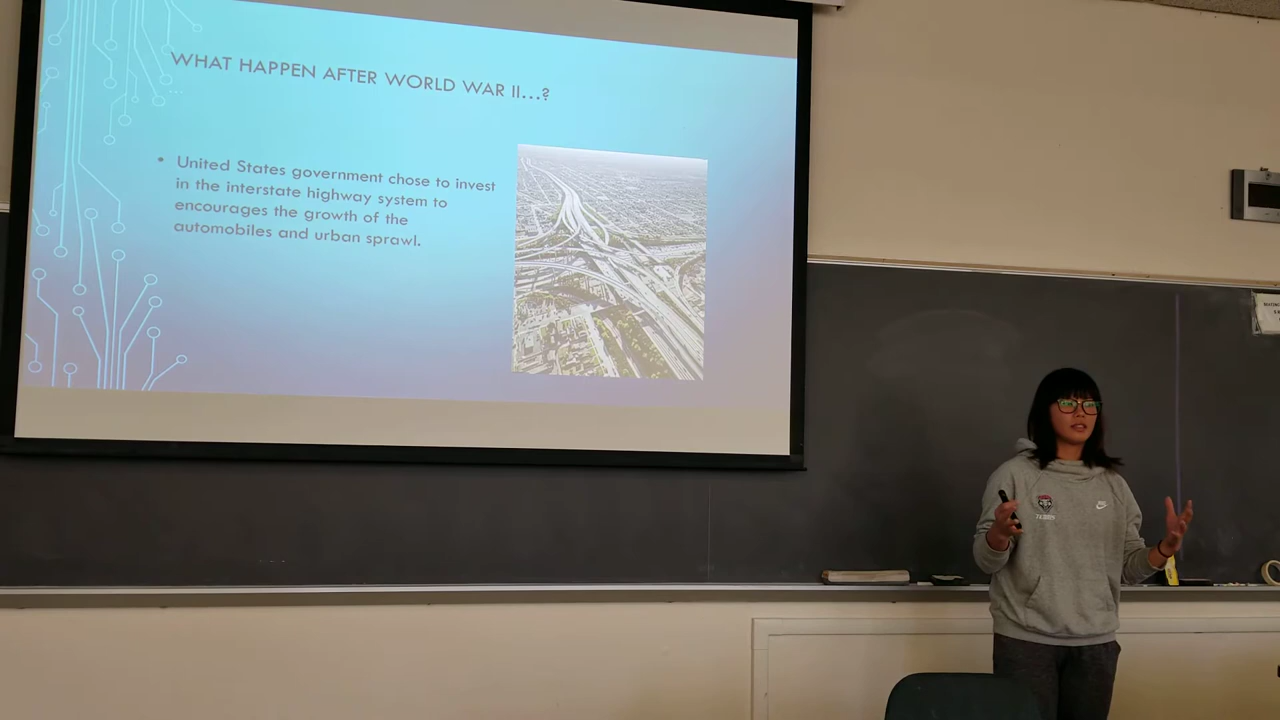 WHAT HAPPEN AFTER WORLD WAR II...?
• United States government chose to invest
in the interstate highway system to
encourages the growth of the
automobiles and urban sprawl.